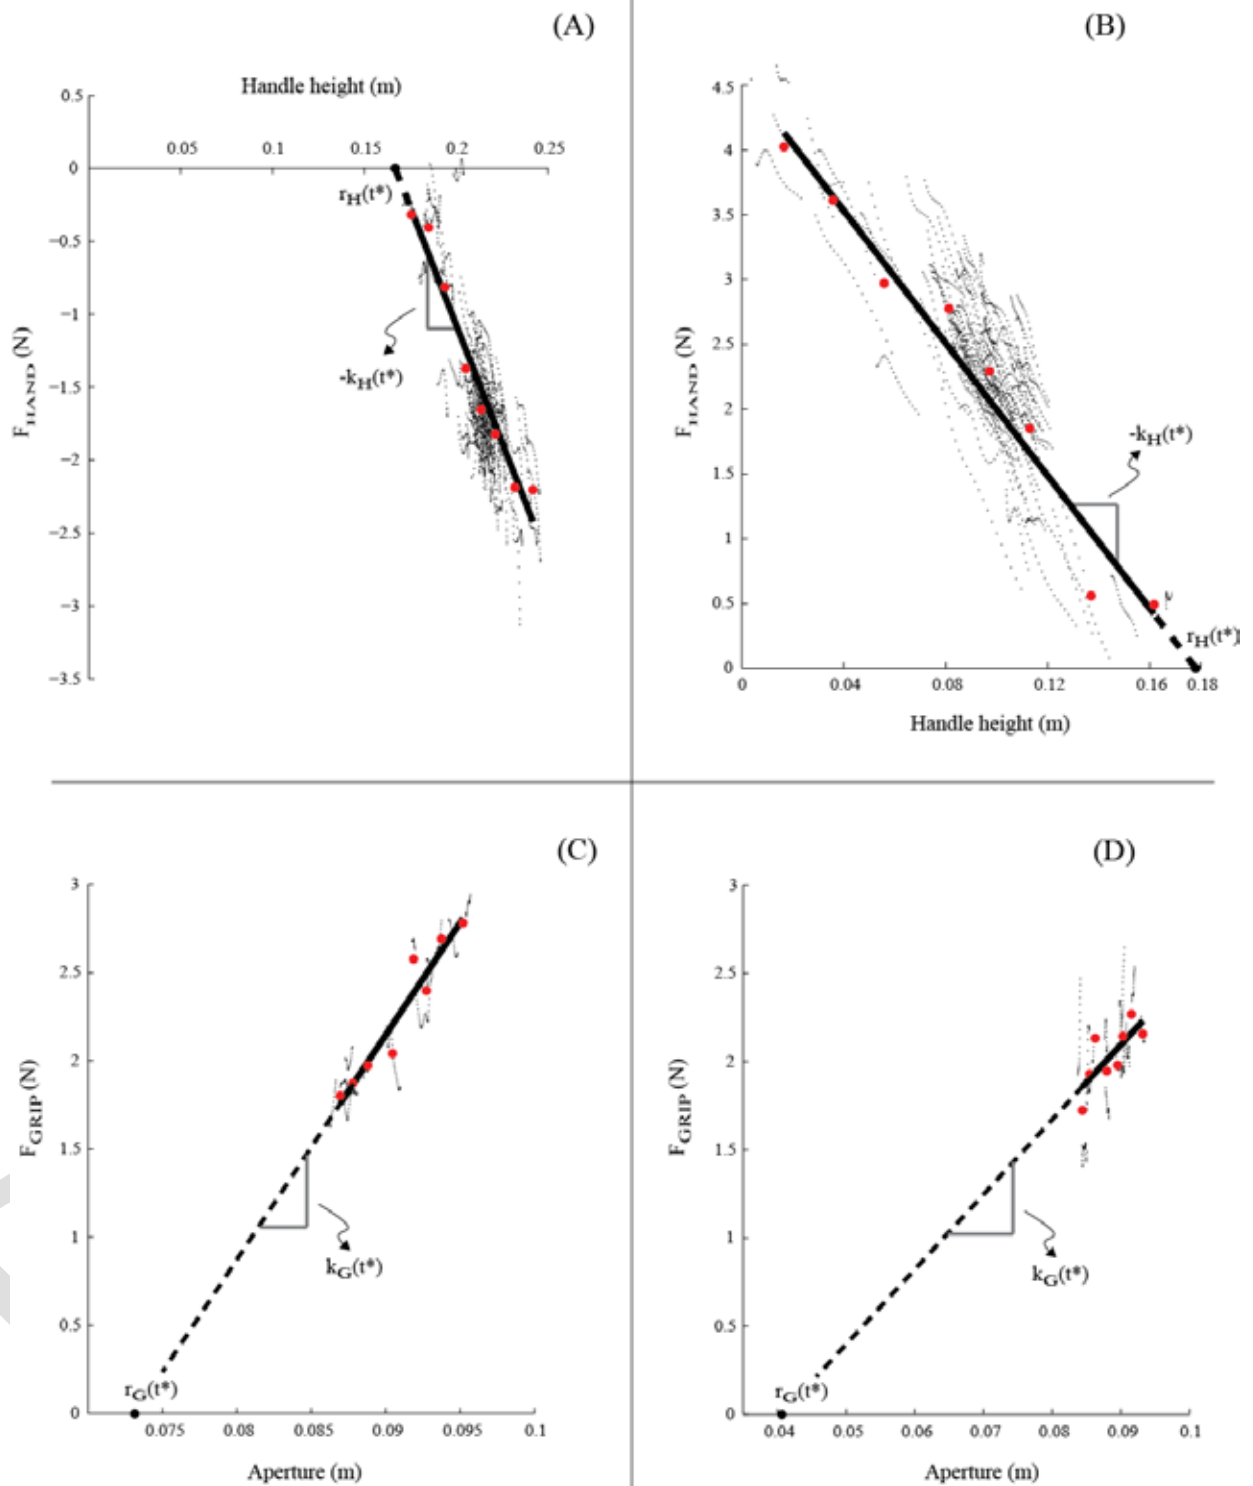 (A)
Handle height (m)
0.5
0.05 0.1 0.15 0.2 0.25
0
rH(t*)
−0.5
−1
-kH(t*)
−1.5
−2
−2.5
−3
−3.5
FHAND (N)
(B)
4.5
4
3.5
3
2.5
2
1.5
1
0.5
0
FHAND (N)
-kH(t*)
rH(t*)
0 0.04 0.08 0.12 0.16 0.18
Handle height (m)
(C)
3
2.5
2
1.5
1
0.5
0
FGRIP (N)
kG(t*)
rG(t*)
0.075 0.08 0.085 0.09 0.095 0.1
Aperture (m)
(D)
3
2.5
2
1.5
1
0.5
0
FGRIP (N)
kG(t*)
rG(t*)
0.04 0.05 0.06 0.07 0.08 0.09 0.1
Aperture (m)